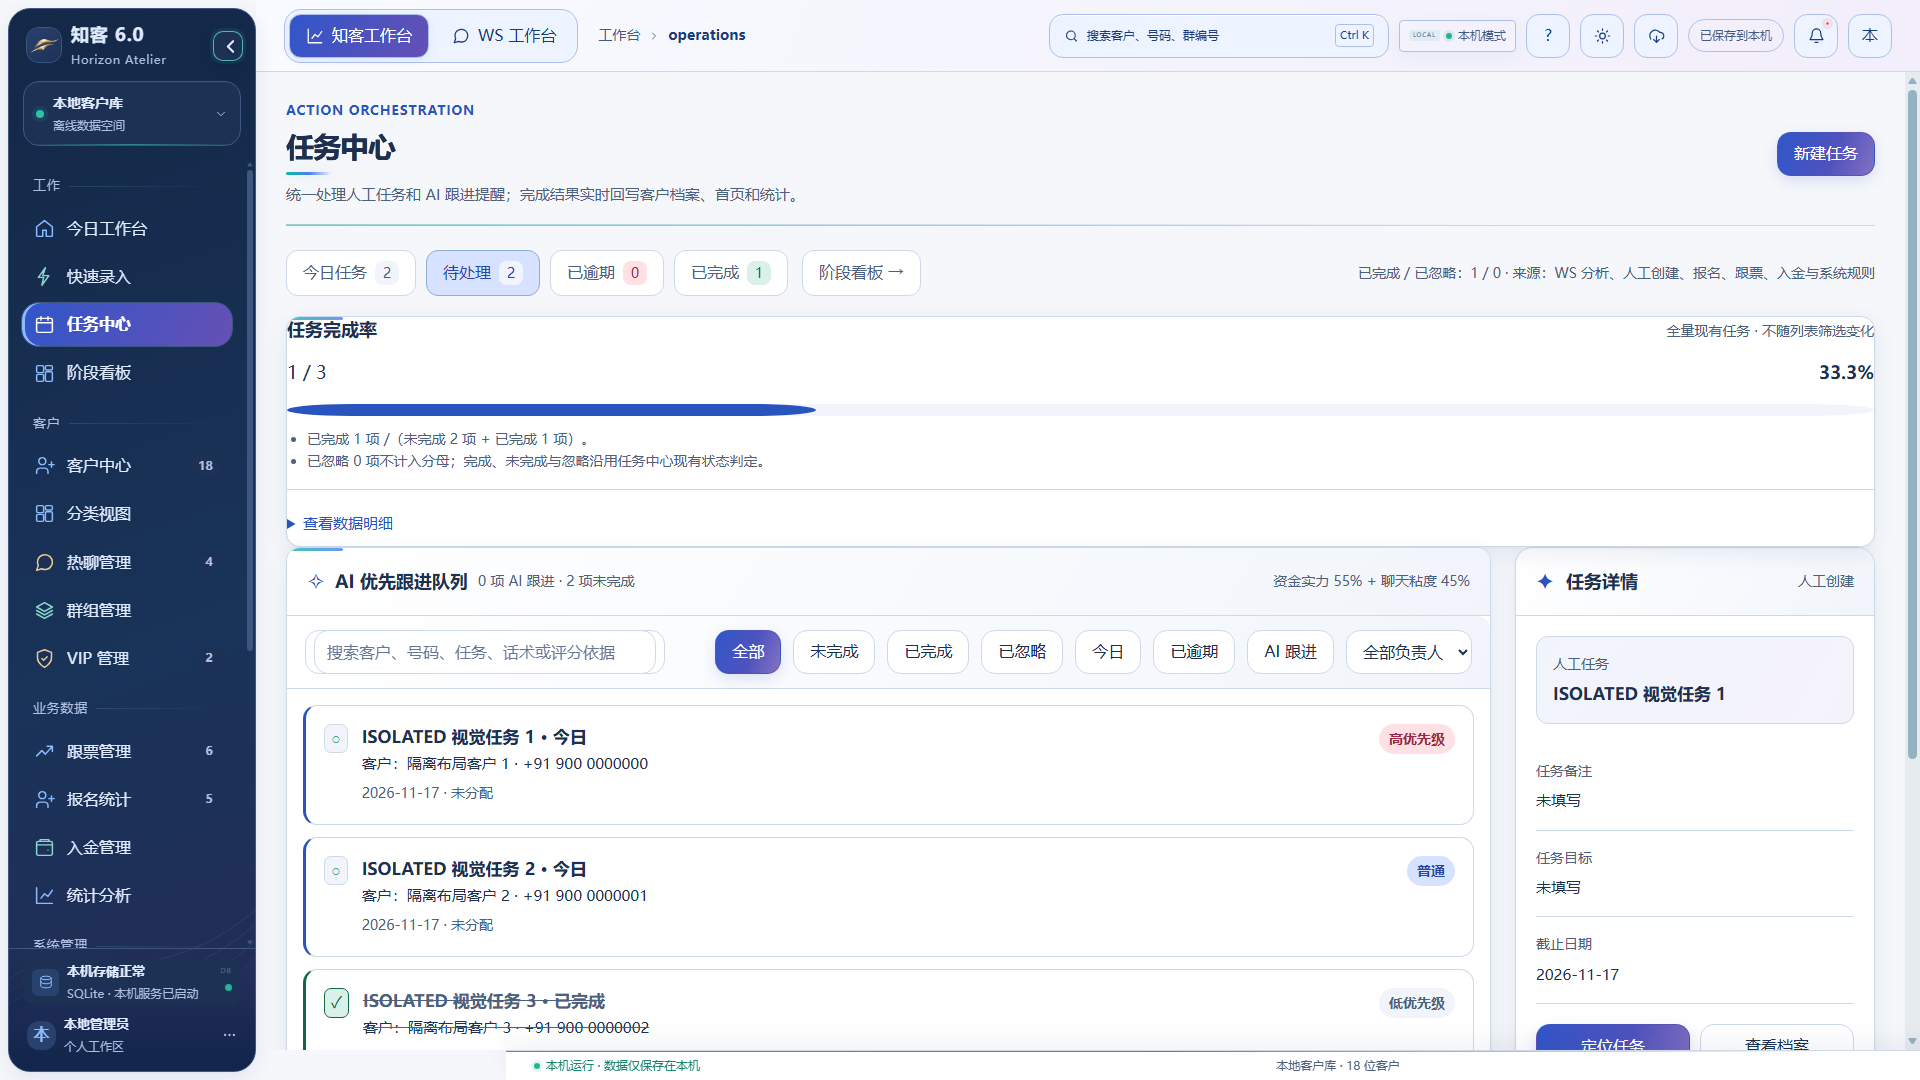 知客 6.0
Horizon Atelier
本地客户库
离线数据空间
工作
今日工作台
快速录入
任务中心
阶段看板
客户
客户中心 18
分类视图
热聊管理 4
群组管理
VIP 管理 2
业务数据
跟票管理 6
报名统计 5
入金管理
统计分析
系统管理
本机存储正常 DB
SQLite · 本机服务已启动
本 本地管理员
个人工作区
知客工作台 WS 工作台 工作台 › operations
搜索客户、号码、群编号 Ctrl K LOCAL 本机模式 ? 已保存到本机 本
ACTION ORCHESTRATION
任务中心
新建任务
统一处理人工任务和 AI 跟进提醒；完成结果实时回写客户档案、首页和统计。
今日任务 2 待处理 2 已逾期 0 已完成 1 阶段看板 →
已完成 / 已忽略：1 / 0 · 来源：WS 分析、人工创建、报名、跟票、入金与系统规则
任务完成率
全量现有任务 · 不随列表筛选变化
1 / 3
33.3%
已完成 1 项 /（未完成 2 项 + 已完成 1 项）。
已忽略 0 项不计入分母；完成、未完成与忽略沿用任务中心现有状态判定。
查看数据明细
AI 优先跟进队列 0 项 AI 跟进 · 2 项未完成
资金实力 55% + 聊天粘度 45%
搜索客户、号码、任务、话术或评分依据
全部 未完成 已完成 已忽略 今日 已逾期 AI 跟进 全部负责人
ISOLATED 视觉任务 1 • 今日
高优先级
客户：隔离布局客户 1 · +91 900 0000000
2026-11-17 · 未分配
ISOLATED 视觉任务 2 • 今日
普通
客户：隔离布局客户 2 · +91 900 0000001
2026-11-17 · 未分配
ISOLATED 视觉任务 3 • 已完成
低优先级
客户：隔离布局客户 3 · +91 900 0000002
任务详情 人工创建
人工任务
ISOLATED 视觉任务 1
任务备注
未填写
任务目标
未填写
截止日期
2026-11-17
定位任务 查看档案
本机运行 · 数据仅保存在本机
本地客户库 · 18 位客户